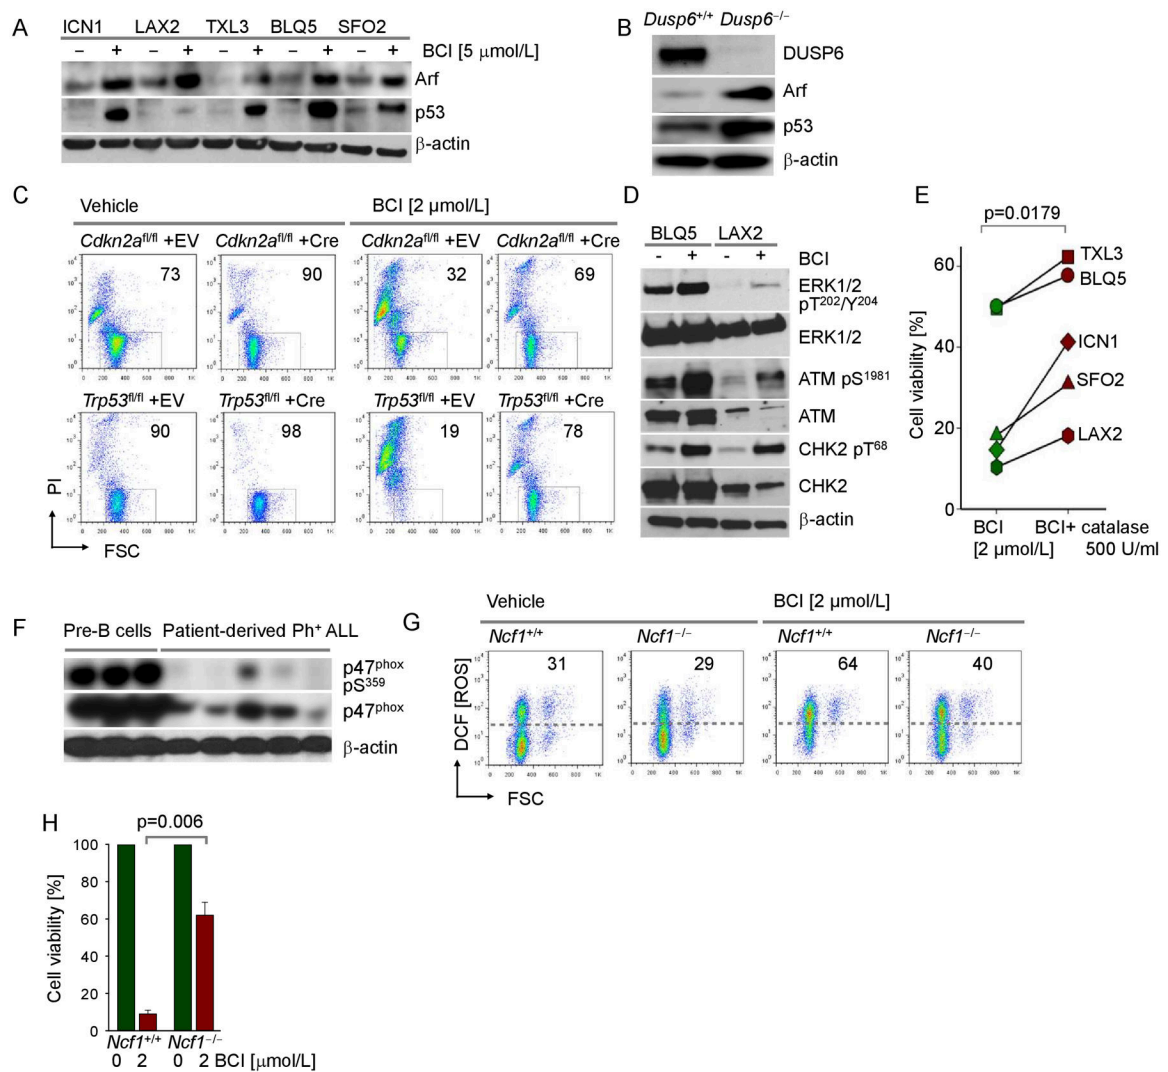 A
ICN1 LAX2 TXL3 BLQ5 SFO2
– + – + – + – + – + BCI [5 μmol/L]
Arf
p53
β-actin
B
Dusp6+/+ Dusp6−/−
DUSP6
Arf
p53
β-actin
C
Vehicle BCI [2 μmol/L]
Cdkn2afl/fl +EV Cdkn2afl/fl +Cre Cdkn2afl/fl +EV Cdkn2afl/fl +Cre
73 90 32 69
Trp53fl/fl +EV Trp53fl/fl +Cre Trp53fl/fl +EV Trp53fl/fl +Cre
90 98 19 78
PI
FSC
D
BLQ5 LAX2
- + - + BCI
ERK1/2
pT202/Y204
ERK1/2
ATM pS1981
ATM
CHK2 pT68
CHK2
β-actin
E
p=0.0179
Cell viability [%]
60
40
20
0
TXL3
BLQ5
ICN1
SFO2
LAX2
BCI BCI+ catalase
[2 μmol/L] 500 U/ml
F
Pre-B cells Patient-derived Ph+ ALL
p47phox
pS359
p47phox
β-actin
G
Vehicle BCI [2 μmol/L]
Ncf1+/+ Ncf1−/− Ncf1+/+ Ncf1−/−
31 29 64 40
DCF [ROS]
FSC
H
p=0.006
Cell viability [%]
100
80
60
40
20
0
Ncf1+/+ Ncf1−/−
0 2 0 2 BCI [μmol/L]